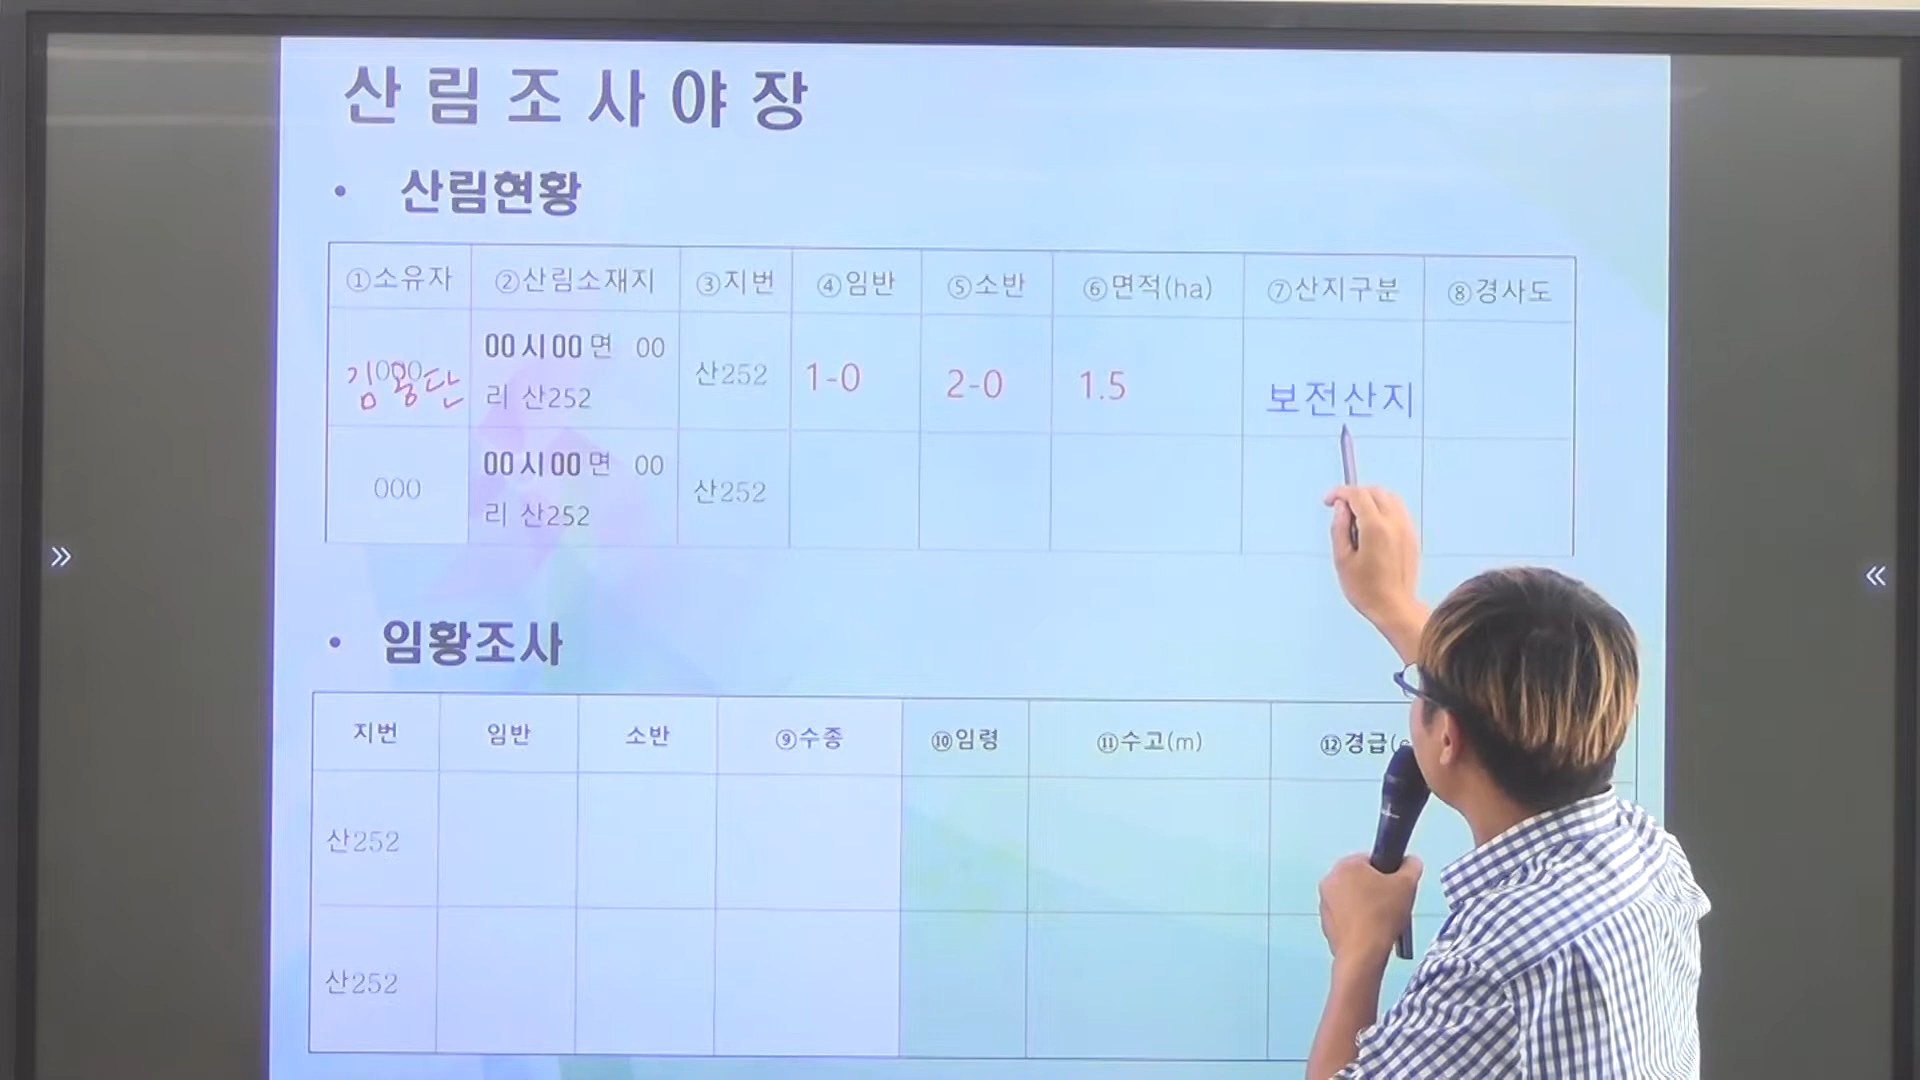 산림조사야장
• 산림현황
①소유자 ②산림소재지 ③지번 ④임반 ⑤소반 ⑥면적(ha) ⑦산지구분 ⑧경사도
00시00면 00
리 산252
산252 1-0 2-0 1.5 보전산지
000
00시00면 00
리 산252
산252
• 임황조사
지번 임반 소반 ⑨수종 ⑩임령 ⑪수고(m) ⑫경급(
산252
산252